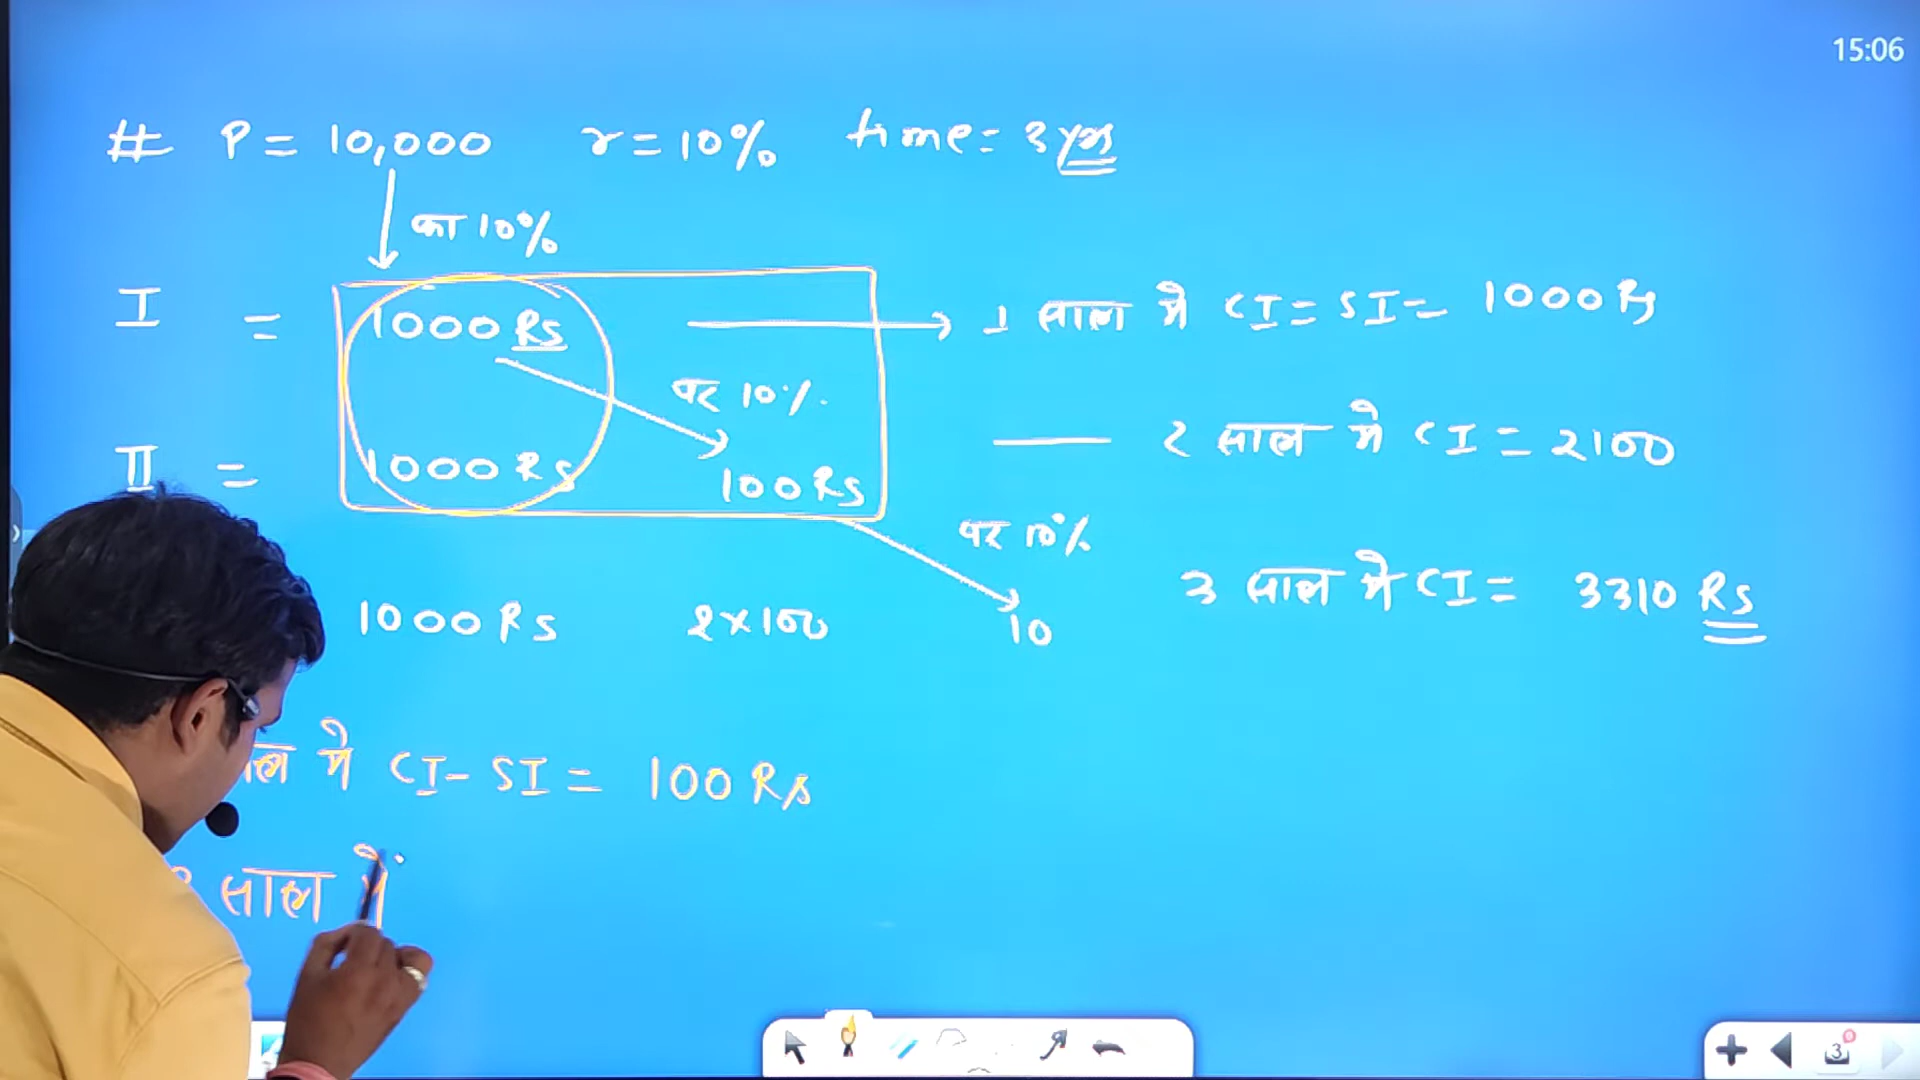 15:06
# P = 10,000 r = 10% time = 3 yrs
का 10%
I = 1000 Rs 1 साल मे CI = SI = 1000 Rs
पर 10%
II = 1000 Rs 100 Rs 2 साल मे CI = 2100
पर 10%
3 साल मे CI = 3310 Rs
1000 Rs 2×100 10
मे CI - SI = 100 Rs
साल में
3